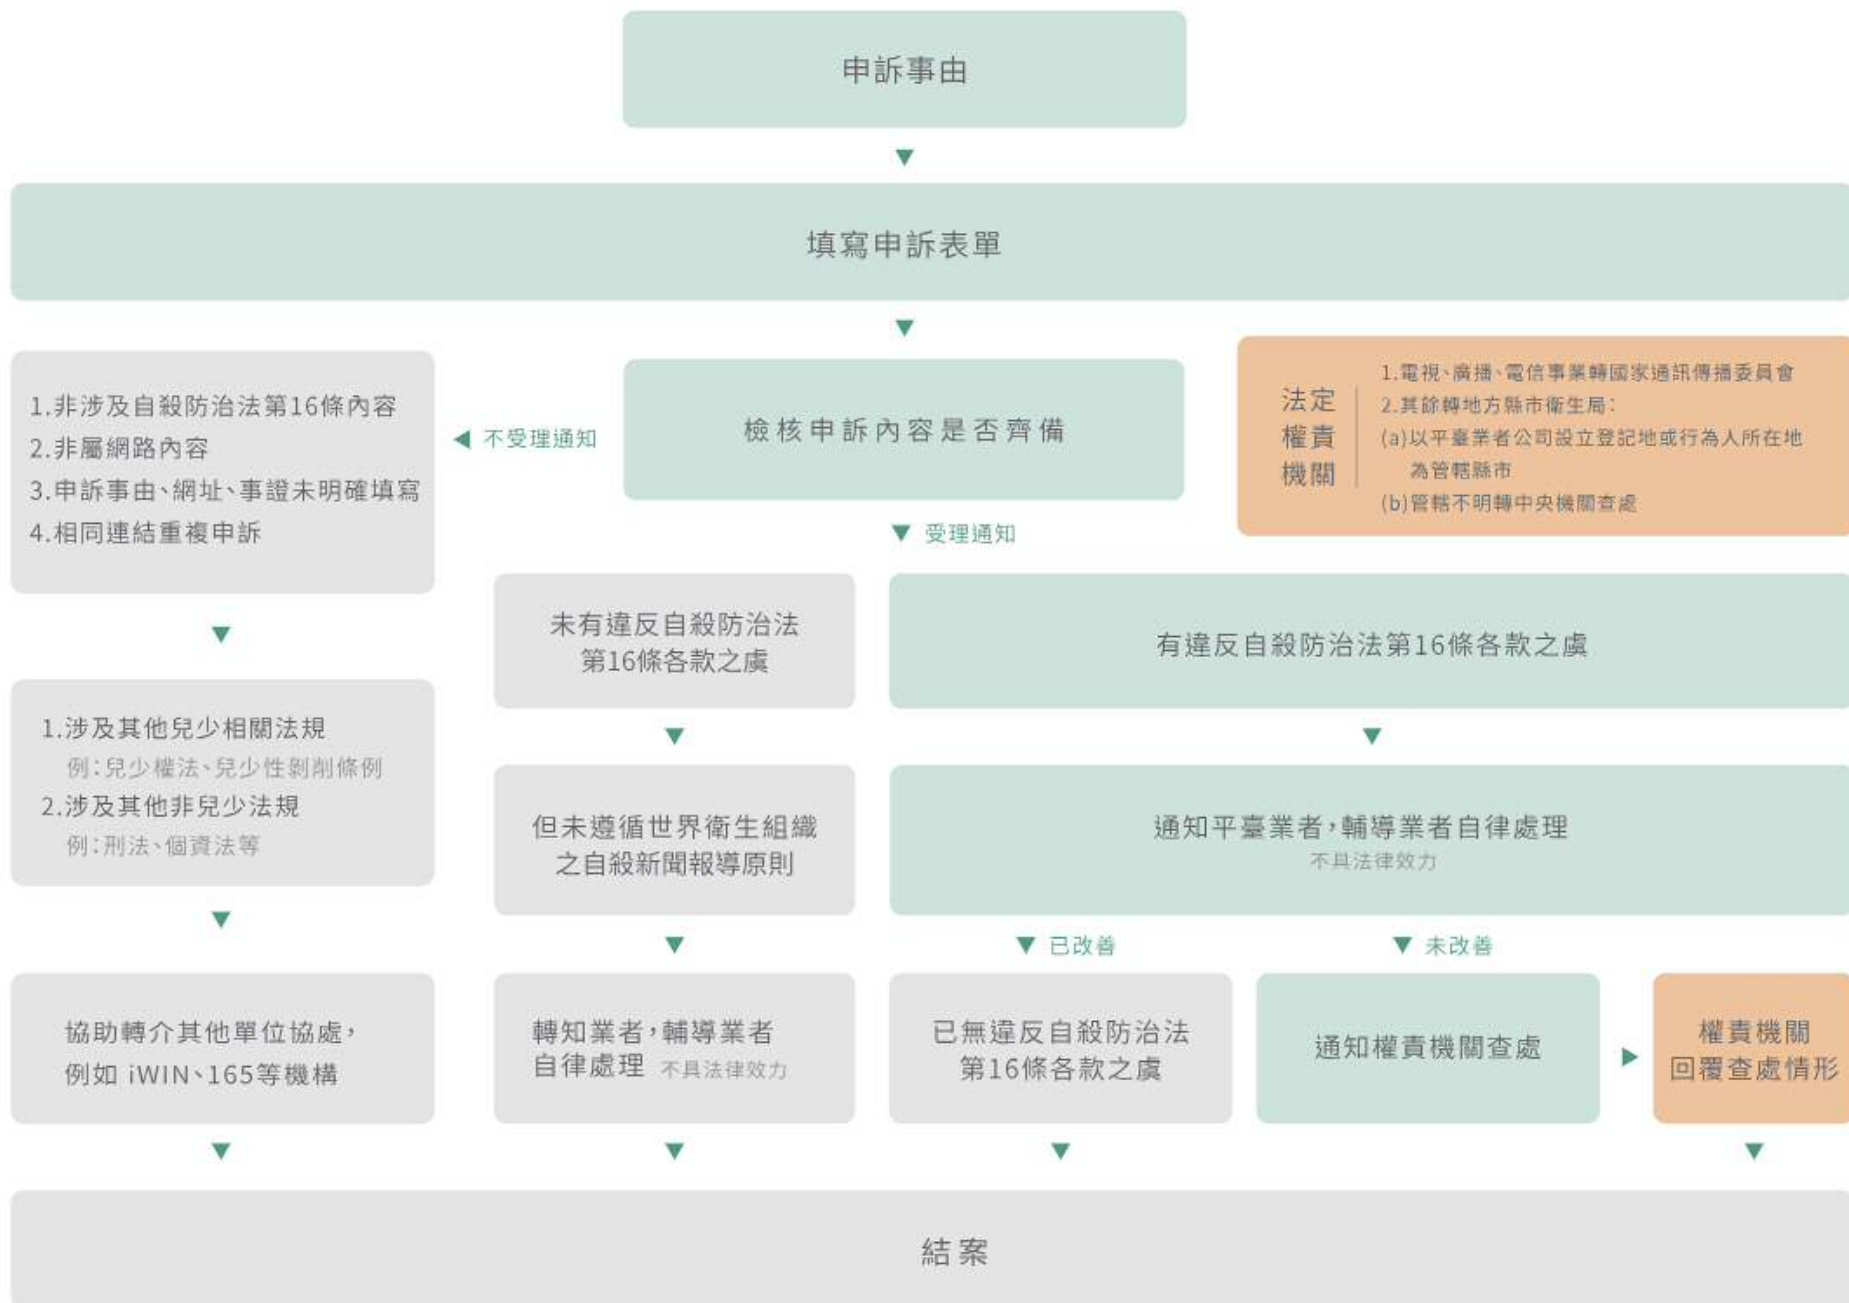 申訴事由
填寫申訴表單
1.非涉及自殺防治法第16條內容
2.非屬網路內容
3.申訴事由、網址、事證未明確填寫
4.相同連結重複申訴
不受理通知
檢核申訴內容是否齊備
法定
權責
機關
1.電視、廣播、電信事業轉國家通訊傳播委員會
2.其餘轉地方縣市衛生局:
(a)以平臺業者公司設立登記地或行為人所在地
為管轄縣市
(b)管轄不明轉中央機關查處
受理通知
未有違反自殺防治法
第16條各款之虞
有違反自殺防治法第16條各款之虞
1.涉及其他兒少相關法規
例:兒少權法、兒少性剝削條例
2.涉及其他非兒少法規
例:刑法、個資法等
但未遵循世界衛生組織
之自殺新聞報導原則
通知平臺業者,輔導業者自律處理
不具法律效力
已改善
未改善
協助轉介其他單位協處,
例如 iWIN、165等機構
轉知業者,輔導業者
自律處理 不具法律效力
已無違反自殺防治法
第16條各款之虞
通知權責機關查處
權責機關
回覆查處情形
結案